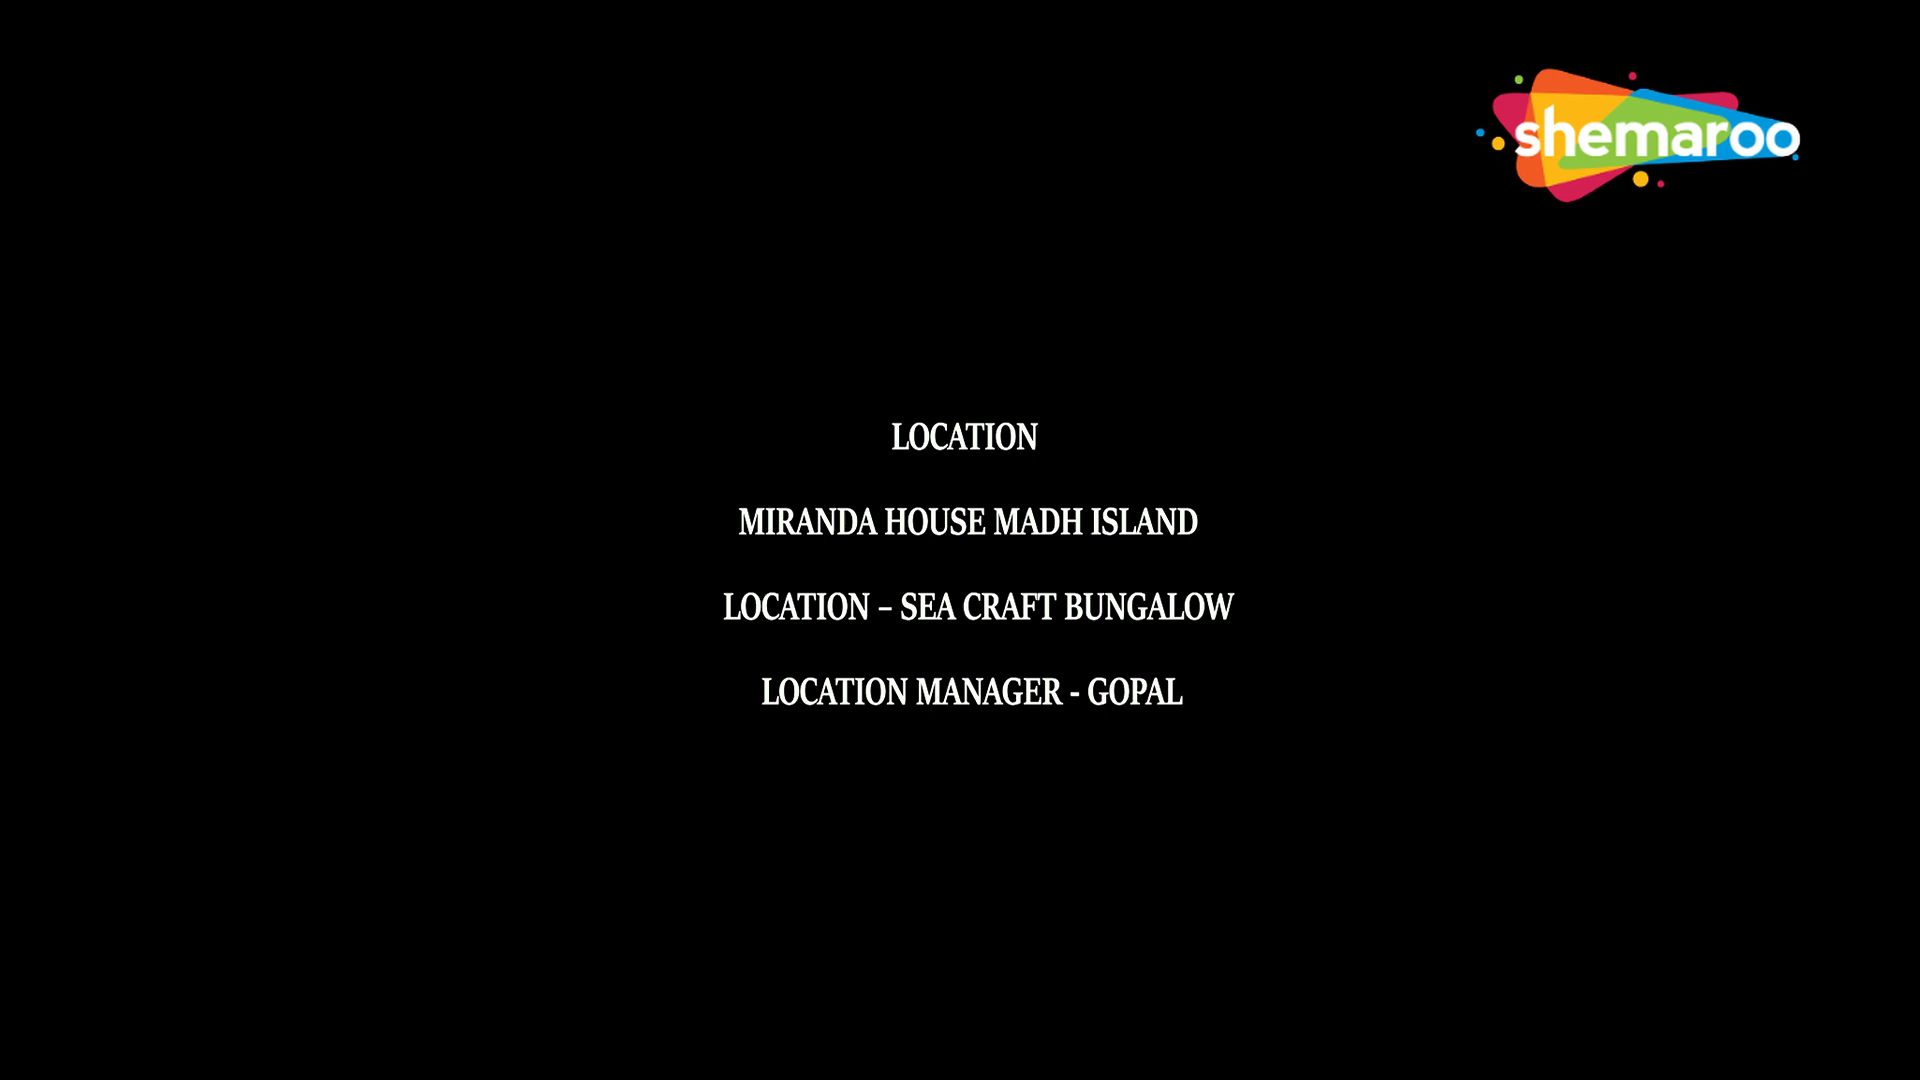 shemaroo
LOCATION
MIRANDA HOUSE MADH ISLAND
LOCATION – SEA CRAFT BUNGALOW
LOCATION MANAGER - GOPAL